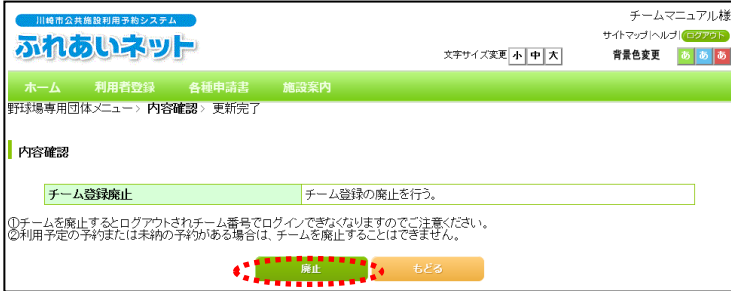 川崎市公共施設利用予約システム
ふれあいネット
チームマニュアル様
サイトマップ|ヘルプ|ログアウト
文字サイズ変更 小 中 大 背景色変更 あ あ あ
ホーム 利用者登録 各種申請書 施設案内
野球場専用団体メニュー> 内容確認> 更新完了
内容確認
チーム登録廃止 チーム登録の廃止を行う。
①チームを廃止するとログアウトされチーム番号でログインできなくなりますのでご注意ください。
②利用予定の予約または未納の予約がある場合は、チームを廃止することはできません。
廃止 もどる